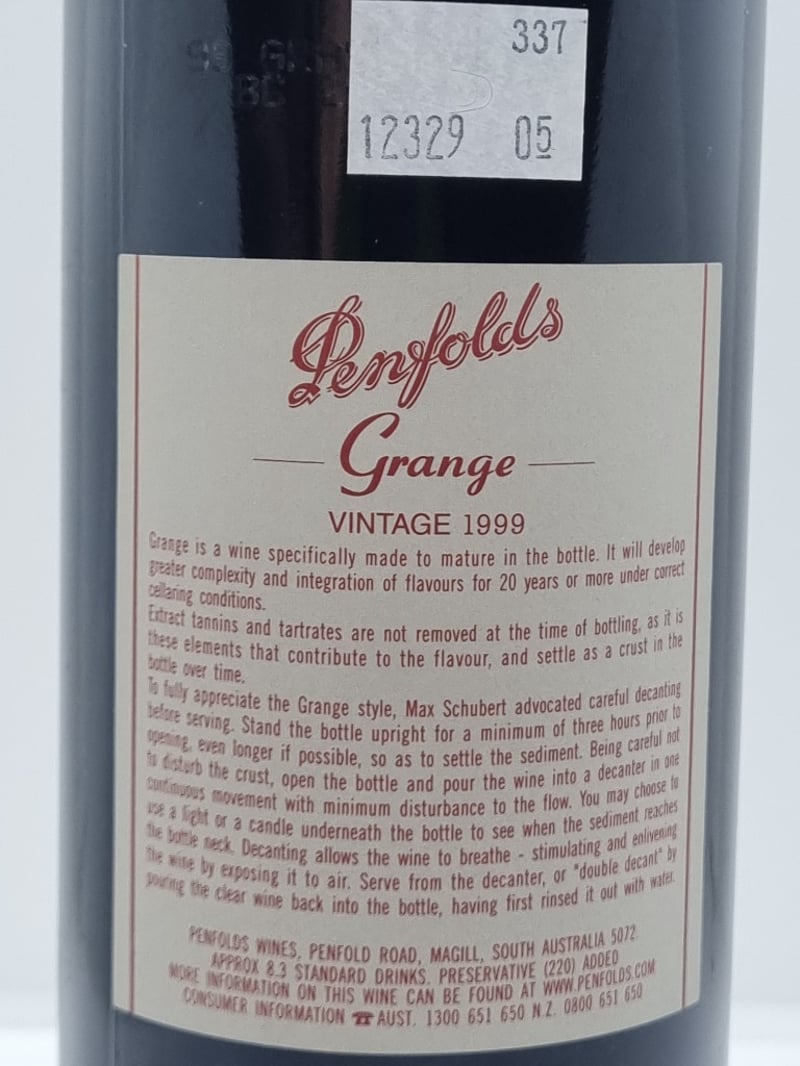 337
12329 05
Penfolds
Grange
VINTAGE 1999
Grange is a wine specifically made to mature in the bottle. It will develop
greater complexity and integration of flavours for 20 years or more under correct
cellaring conditions.
Extract tannins and tartrates are not removed at the time of bottling, as it is
these elements that contribute to the flavour, and settle as a crust in the
bottle over time.
To fully appreciate the Grange style, Max Schubert advocated careful decanting
before serving. Stand the bottle upright for a minimum of three hours prior to
opening, even longer if possible, so as to settle the sediment. Being careful not
to disturb the crust, open the bottle and pour the wine into a decanter in one
continuous movement with minimum disturbance to the flow. You may choose to
use a light or a candle underneath the bottle to see when the sediment reaches
the bottle neck. Decanting allows the wine to breathe - stimulating and enlivening
the wine by exposing it to air. Serve from the decanter, or "double decant" by
pouring the clear wine back into the bottle, having first rinsed it out with water.
PENFOLDS WINES, PENFOLD ROAD, MAGILL, SOUTH AUSTRALIA 5072.
APPROX 8.3 STANDARD DRINKS. PRESERVATIVE (220) ADDED
MORE INFORMATION ON THIS WINE CAN BE FOUND AT WWW.PENFOLDS.COM
CONSUMER INFORMATION ☎ AUST. 1300 651 650 N.Z. 0800 651 650